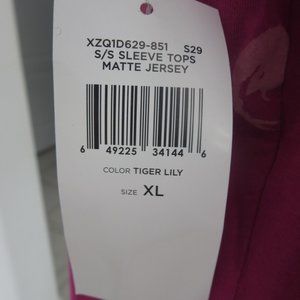 XZQ1D629-851 S29
S/S SLEEVE TOPS
MATTE JERSEY
6 49225 34144 6
COLOR TIGER LILY
SIZE XL